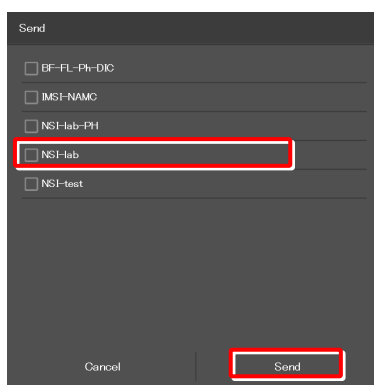 Send
BF-FL-Ph-DIC
IMSI-NAMC
NSI-lab-PH
NSI-lab
NSI-test
Cancel Send